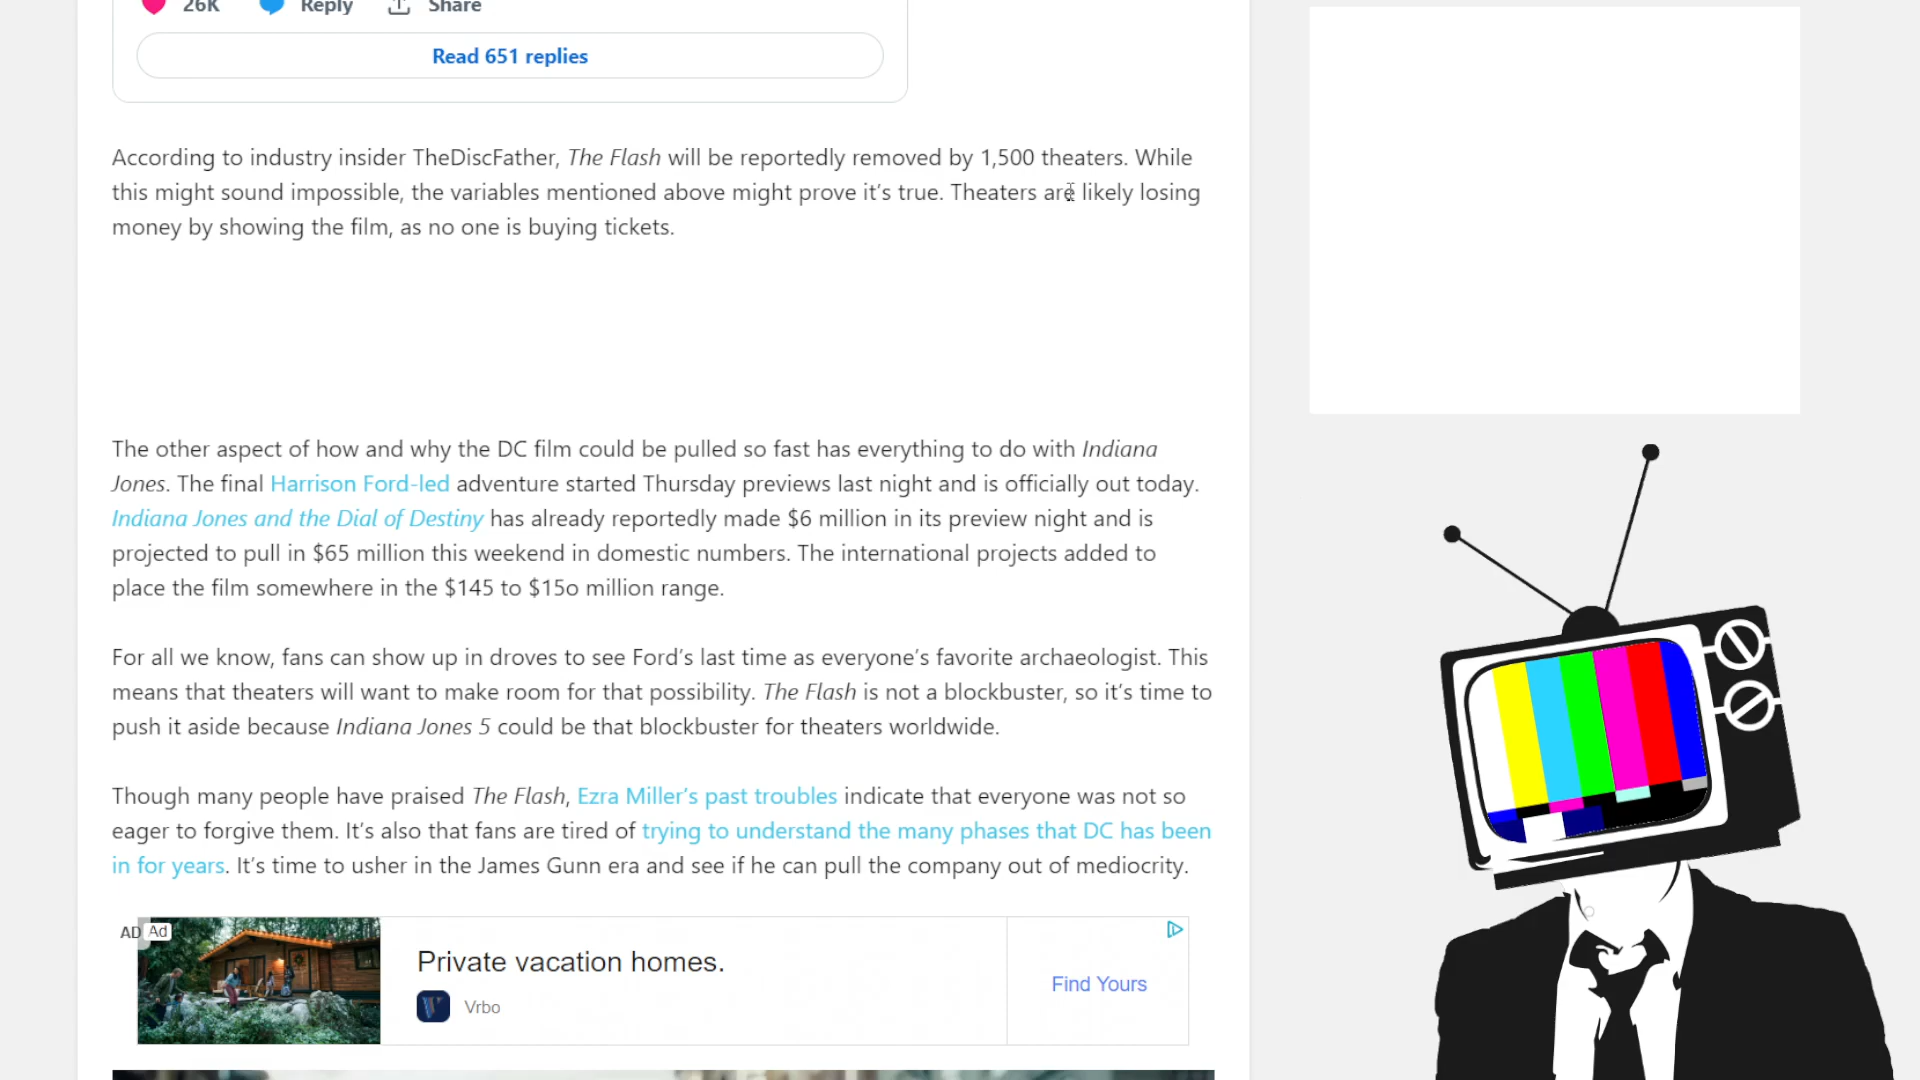 26K Reply Share
Read 651 replies
According to industry insider TheDiscFather, The Flash will be reportedly removed by 1,500 theaters. While
this might sound impossible, the variables mentioned above might prove it's true. Theaters are likely losing
money by showing the film, as no one is buying tickets.
The other aspect of how and why the DC film could be pulled so fast has everything to do with Indiana
Jones. The final Harrison Ford-led adventure started Thursday previews last night and is officially out today.
Indiana Jones and the Dial of Destiny has already reportedly made $6 million in its preview night and is
projected to pull in $65 million this weekend in domestic numbers. The international projects added to
place the film somewhere in the $145 to $15o million range.
For all we know, fans can show up in droves to see Ford's last time as everyone's favorite archaeologist. This
means that theaters will want to make room for that possibility. The Flash is not a blockbuster, so it's time to
push it aside because Indiana Jones 5 could be that blockbuster for theaters worldwide.
Though many people have praised The Flash, Ezra Miller's past troubles indicate that everyone was not so
eager to forgive them. It's also that fans are tired of trying to understand the many phases that DC has been
in for years. It's time to usher in the James Gunn era and see if he can pull the company out of mediocrity.
AD Ad
Private vacation homes.
Vrbo
Find Yours